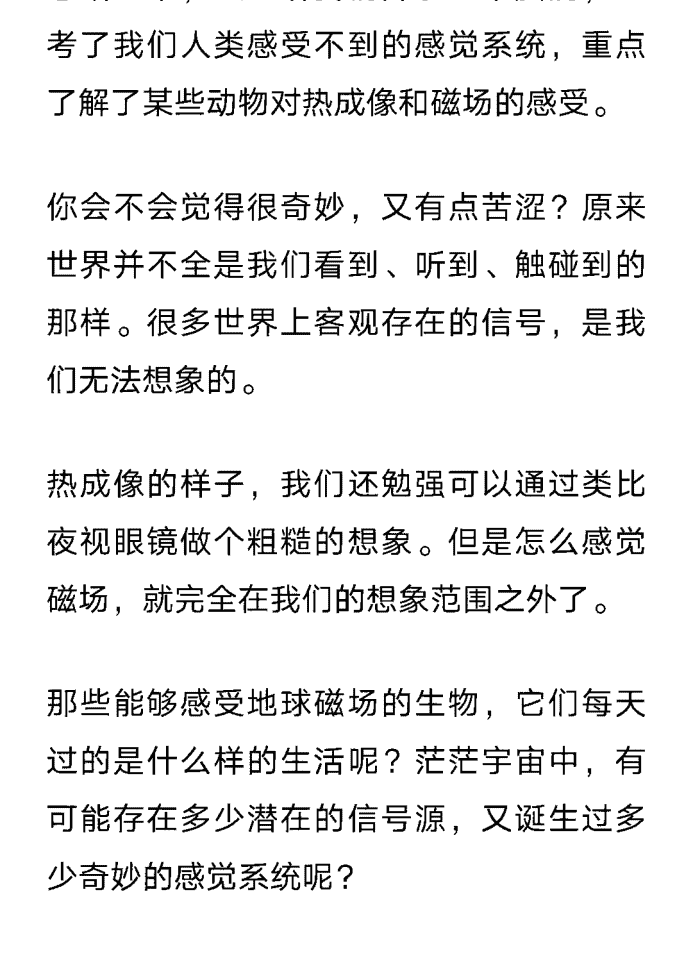 考了我们人类感受不到的感觉系统，重点
了解了某些动物对热成像和磁场的感受。
你会不会觉得很奇妙，又有点苦涩？原来
世界并不全是我们看到、听到、触碰到的
那样。很多世界上客观存在的信号，是我
们无法想象的。
热成像的样子，我们还勉强可以通过类比
夜视眼镜做个粗糙的想象。但是怎么感觉
磁场，就完全在我们的想象范围之外了。
那些能够感受地球磁场的生物，它们每天
过的是什么样的生活呢？茫茫宇宙中，有
可能存在多少潜在的信号源，又诞生过多
少奇妙的感觉系统呢？